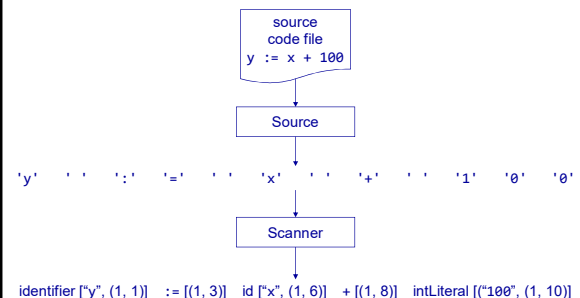 source
code file
y := x + 100
Source
'y' ' ' ':' '=' ' ' 'x' ' ' '+' ' ' '1' '0' '0'
Scanner
identifier [“y”, (1, 1)] := [(1, 3)] id [“x”, (1, 6)] + [(1, 8)] intLiteral [(“100”, (1, 10)]